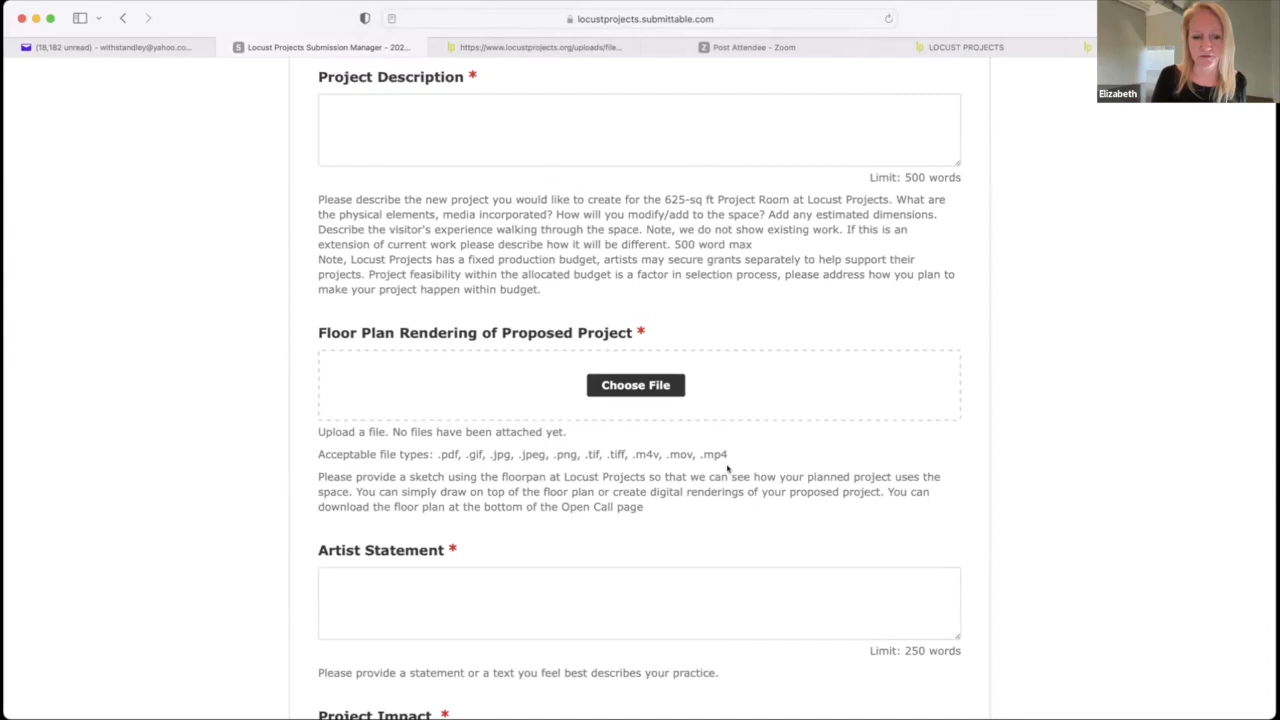 locustprojects.submittable.com
(18,182 unread) - withstandley@yahoo.co...
Locust Projects Submission Manager - 202...
https://www.locustprojects.org/uploads/file...
Post Attendee - Zoom
LOCUST PROJECTS
Elizabeth
Project Description *
Limit: 500 words
Please describe the new project you would like to create for the 625-sq ft Project Room at Locust Projects. What are
the physical elements, media incorporated? How will you modify/add to the space? Add any estimated dimensions.
Describe the visitor's experience walking through the space. Note, we do not show existing work. If this is an
extension of current work please describe how it will be different. 500 word max
Note, Locust Projects has a fixed production budget, artists may secure grants separately to help support their
projects. Project feasibility within the allocated budget is a factor in selection process, please address how you plan to
make your project happen within budget.
Floor Plan Rendering of Proposed Project *
Choose File
Upload a file. No files have been attached yet.
Acceptable file types: .pdf, .gif, .jpg, .jpeg, .png, .tif, .tiff, .m4v, .mov, .mp4
Please provide a sketch using the floorpan at Locust Projects so that we can see how your planned project uses the
space. You can simply draw on top of the floor plan or create digital renderings of your proposed project. You can
download the floor plan at the bottom of the Open Call page
Artist Statement *
Limit: 250 words
Please provide a statement or a text you feel best describes your practice.
Project Impact *